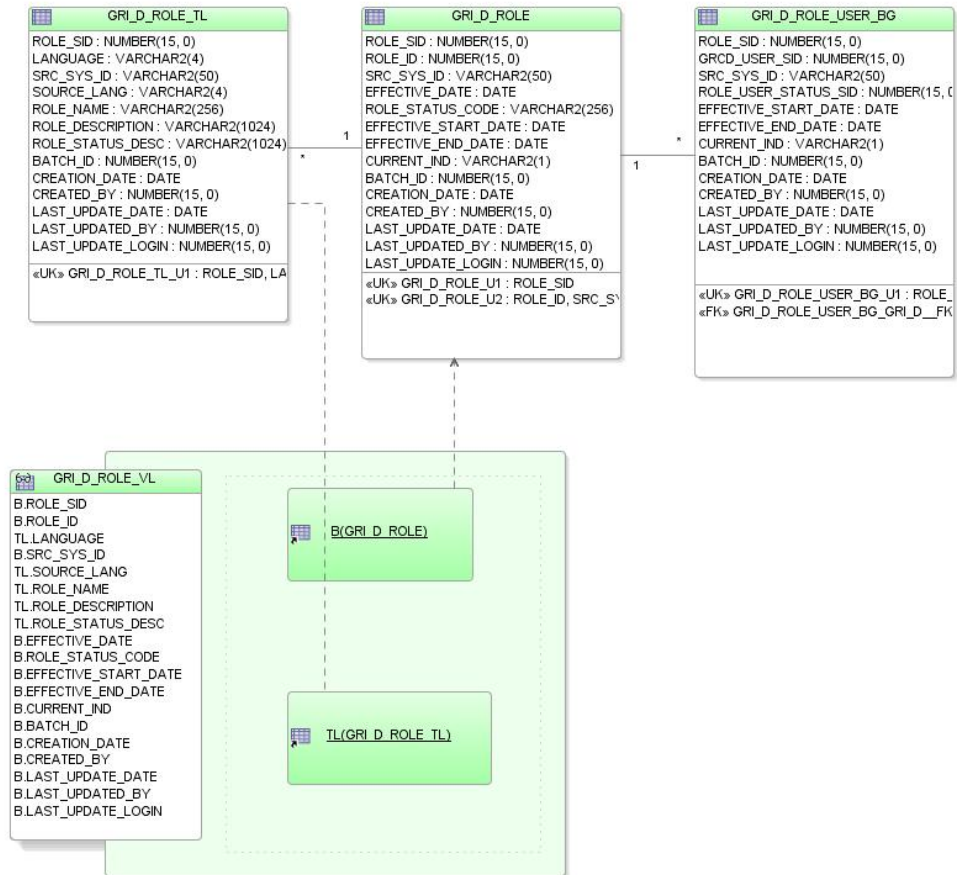 GRI_D_ROLE_TL
ROLE_SID : NUMBER(15, 0)
LANGUAGE : VARCHAR2(4)
SRC_SYS_ID : VARCHAR2(50)
SOURCE_LANG : VARCHAR2(4)
ROLE_NAME : VARCHAR2(256)
ROLE_DESCRIPTION : VARCHAR2(1024)
ROLE_STATUS_DESC : VARCHAR2(1024)
BATCH_ID : NUMBER(15, 0)
CREATION_DATE : DATE
CREATED_BY : NUMBER(15, 0)
LAST_UPDATE_DATE : DATE
LAST_UPDATED_BY : NUMBER(15, 0)
LAST_UPDATE_LOGIN : NUMBER(15, 0)
«UK» GRI_D_ROLE_TL_U1 : ROLE_SID, LA
1
*
GRI_D_ROLE
ROLE_SID : NUMBER(15, 0)
ROLE_ID : NUMBER(15, 0)
SRC_SYS_ID : VARCHAR2(50)
EFFECTIVE_DATE : DATE
ROLE_STATUS_CODE : VARCHAR2(256)
EFFECTIVE_START_DATE : DATE
EFFECTIVE_END_DATE : DATE
CURRENT_IND : VARCHAR2(1)
BATCH_ID : NUMBER(15, 0)
CREATION_DATE : DATE
CREATED_BY : NUMBER(15, 0)
LAST_UPDATE_DATE : DATE
LAST_UPDATED_BY : NUMBER(15, 0)
LAST_UPDATE_LOGIN : NUMBER(15, 0)
«UK» GRI_D_ROLE_U1 : ROLE_SID
«UK» GRI_D_ROLE_U2 : ROLE_ID, SRC_SY
*
1
GRI_D_ROLE_USER_BG
ROLE_SID : NUMBER(15, 0)
GRCD_USER_SID : NUMBER(15, 0)
SRC_SYS_ID : VARCHAR2(50)
ROLE_USER_STATUS_SID : NUMBER(15, 0
EFFECTIVE_START_DATE : DATE
EFFECTIVE_END_DATE : DATE
CURRENT_IND : VARCHAR2(1)
BATCH_ID : NUMBER(15, 0)
CREATION_DATE : DATE
CREATED_BY : NUMBER(15, 0)
LAST_UPDATE_DATE : DATE
LAST_UPDATED_BY : NUMBER(15, 0)
LAST_UPDATE_LOGIN : NUMBER(15, 0)
«UK» GRI_D_ROLE_USER_BG_U1 : ROLE_
«FK» GRI_D_ROLE_USER_BG_GRI_D__FK
GRI_D_ROLE_VL
B.ROLE_SID
B.ROLE_ID
TL.LANGUAGE
B.SRC_SYS_ID
TL.SOURCE_LANG
TL.ROLE_NAME
TL.ROLE_DESCRIPTION
TL.ROLE_STATUS_DESC
B.EFFECTIVE_DATE
B.ROLE_STATUS_CODE
B.EFFECTIVE_START_DATE
B.EFFECTIVE_END_DATE
B.CURRENT_IND
B.BATCH_ID
B.CREATION_DATE
B.CREATED_BY
B.LAST_UPDATE_DATE
B.LAST_UPDATED_BY
B.LAST_UPDATE_LOGIN
B(GRI_D_ROLE)
TL(GRI_D_ROLE_TL)